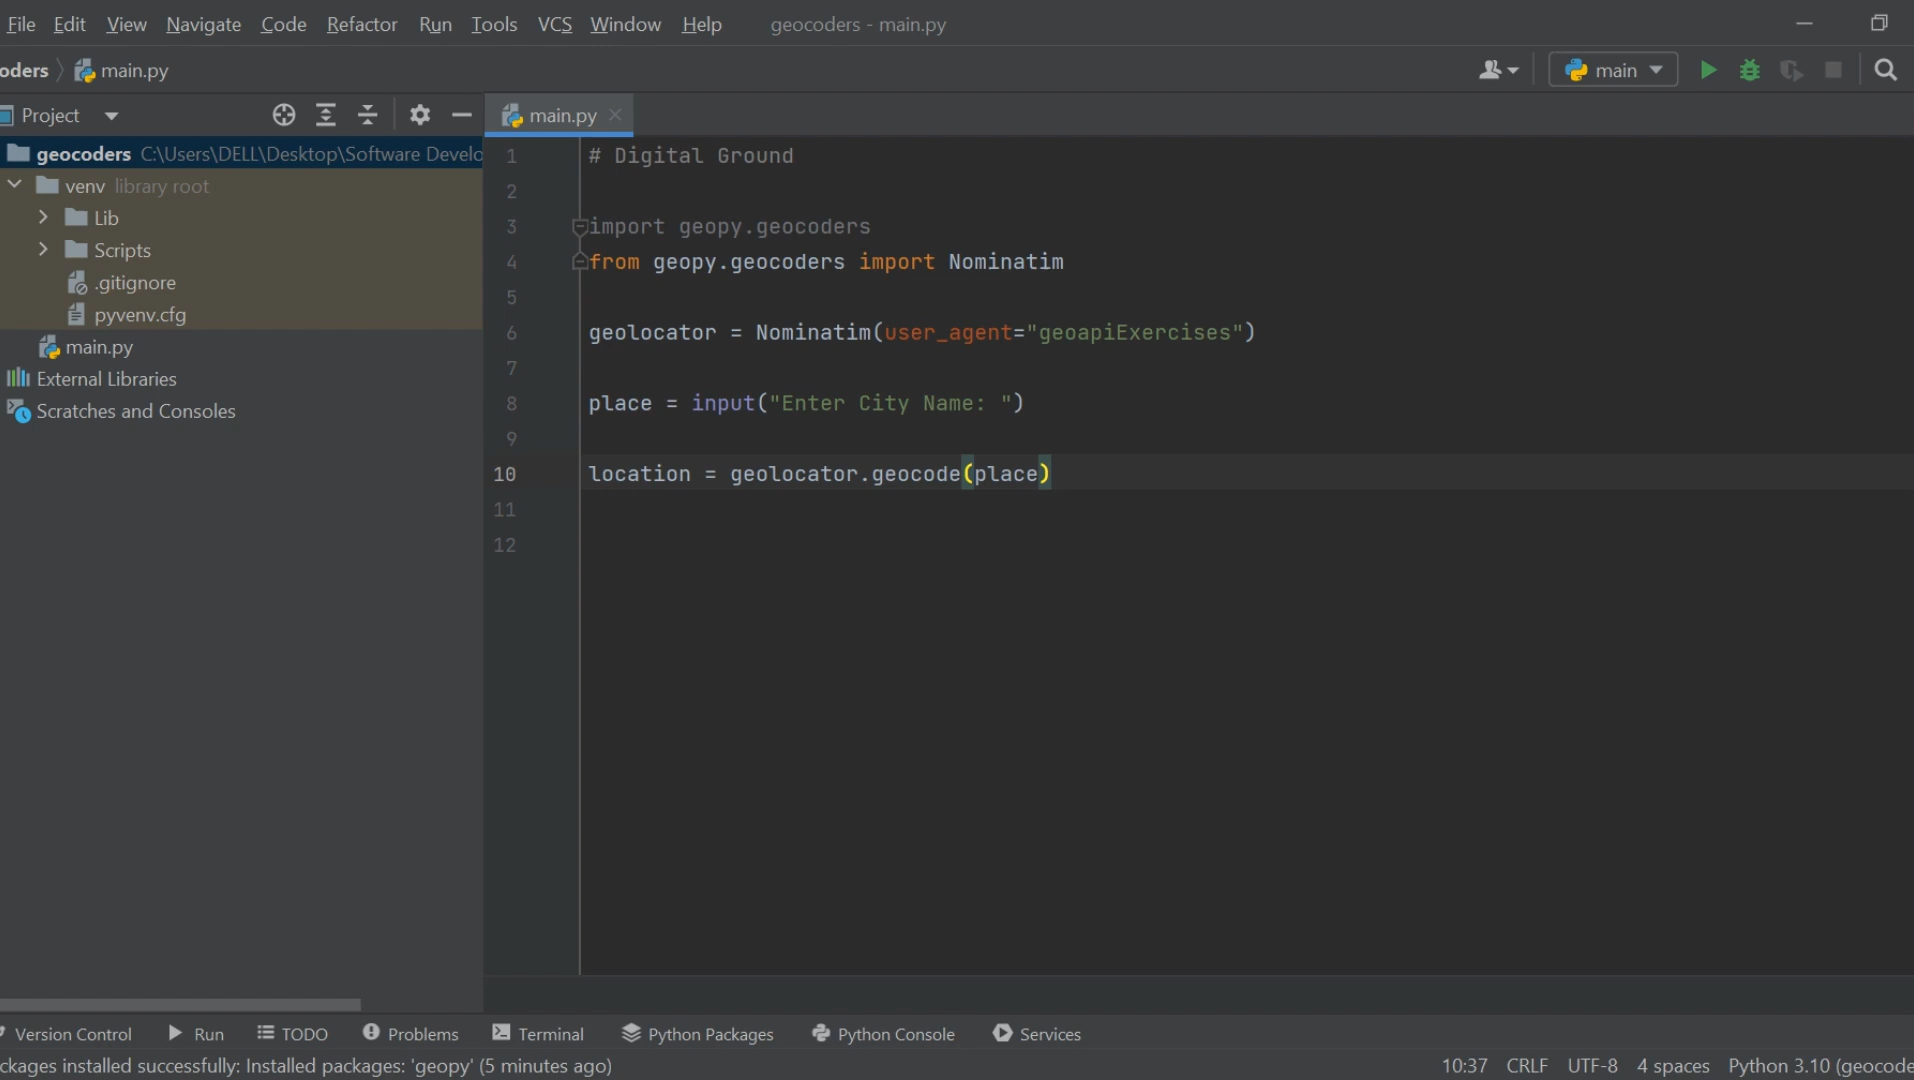 File Edit View Navigate Code Refactor Run Tools VCS Window Help geocoders - main.py
oders main.py main
Project main.py
geocoders C:\Users\DELL\Desktop\Software Develo
venv library root
Lib
Scripts
.gitignore
pyvenv.cfg
main.py
External Libraries
Scratches and Consoles
1 # Digital Ground
2
3 import geopy.geocoders
4 from geopy.geocoders import Nominatim
5
6 geolocator = Nominatim(user_agent="geoapiExercises")
7
8 place = input("Enter City Name: ")
9
10 location = geolocator.geocode(place)
11
12
Version Control Run TODO Problems Terminal Python Packages Python Console Services
ckages installed successfully: Installed packages: 'geopy' (5 minutes ago) 10:37 CRLF UTF-8 4 spaces Python 3.10 (geocode